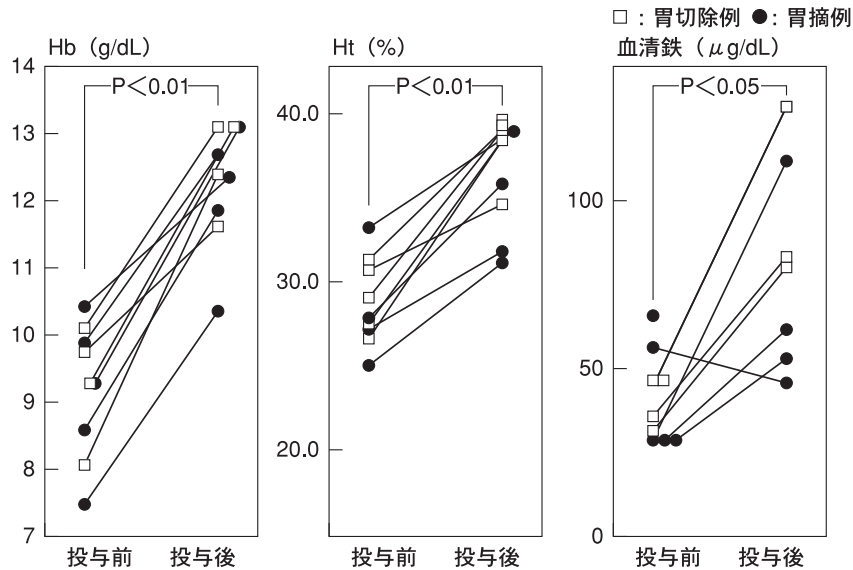 □：胃切除例 ●：胃摘例
Hb（g/dL）
14
13
12
11
10
9
8
7
P＜0.01
投与前 投与後
Ht（%）
40.0
30.0
20.0
P＜0.01
投与前 投与後
血清鉄（μg/dL）
100
50
0
P＜0.05
投与前 投与後